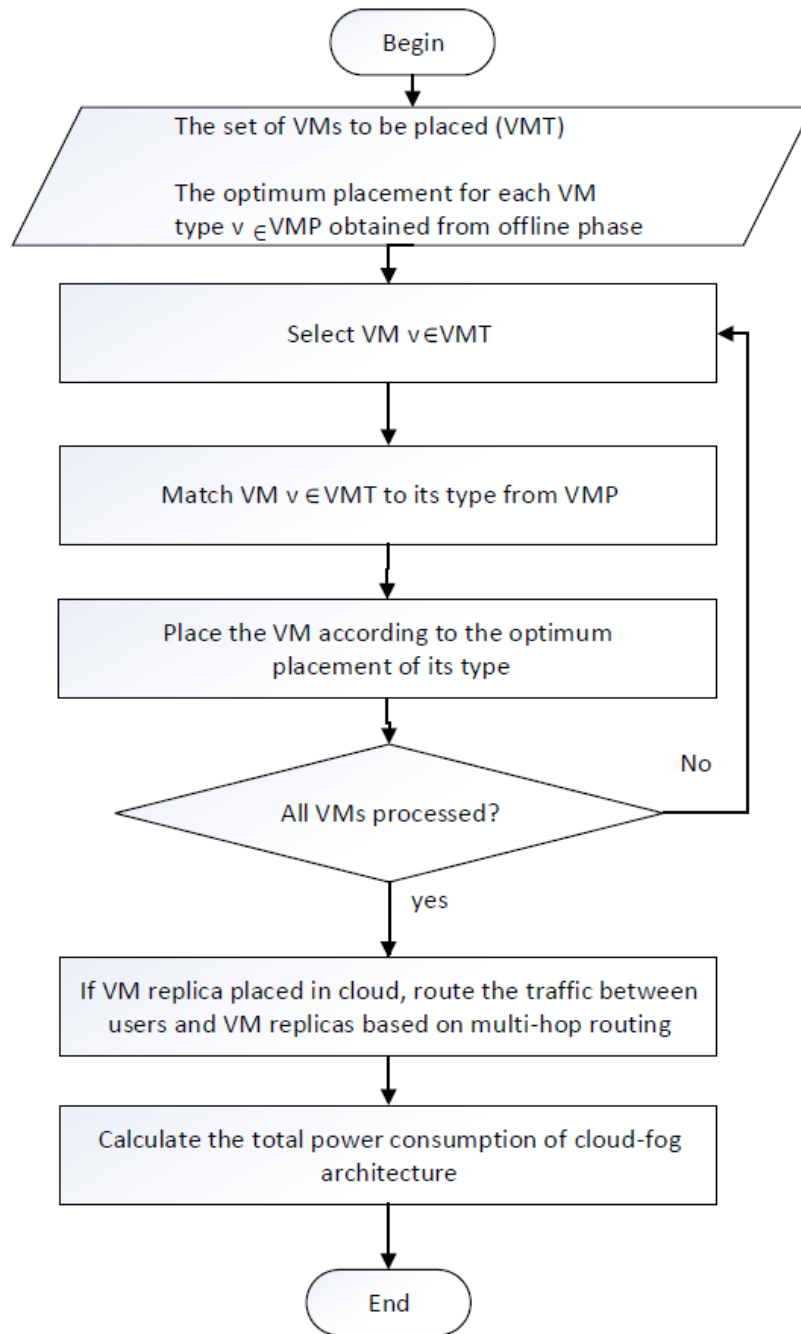 Begin
The set of VMs to be placed (VMT)
The optimum placement for each VM
type v ∈VMP obtained from offline phase
Select VM v∈VMT
Match VM v ∈VMT to its type from VMP
Place the VM according to the optimum
placement of its type
No
All VMs processed?
yes
If VM replica placed in cloud, route the traffic between
users and VM replicas based on multi-hop routing
Calculate the total power consumption of cloud-fog
architecture
End